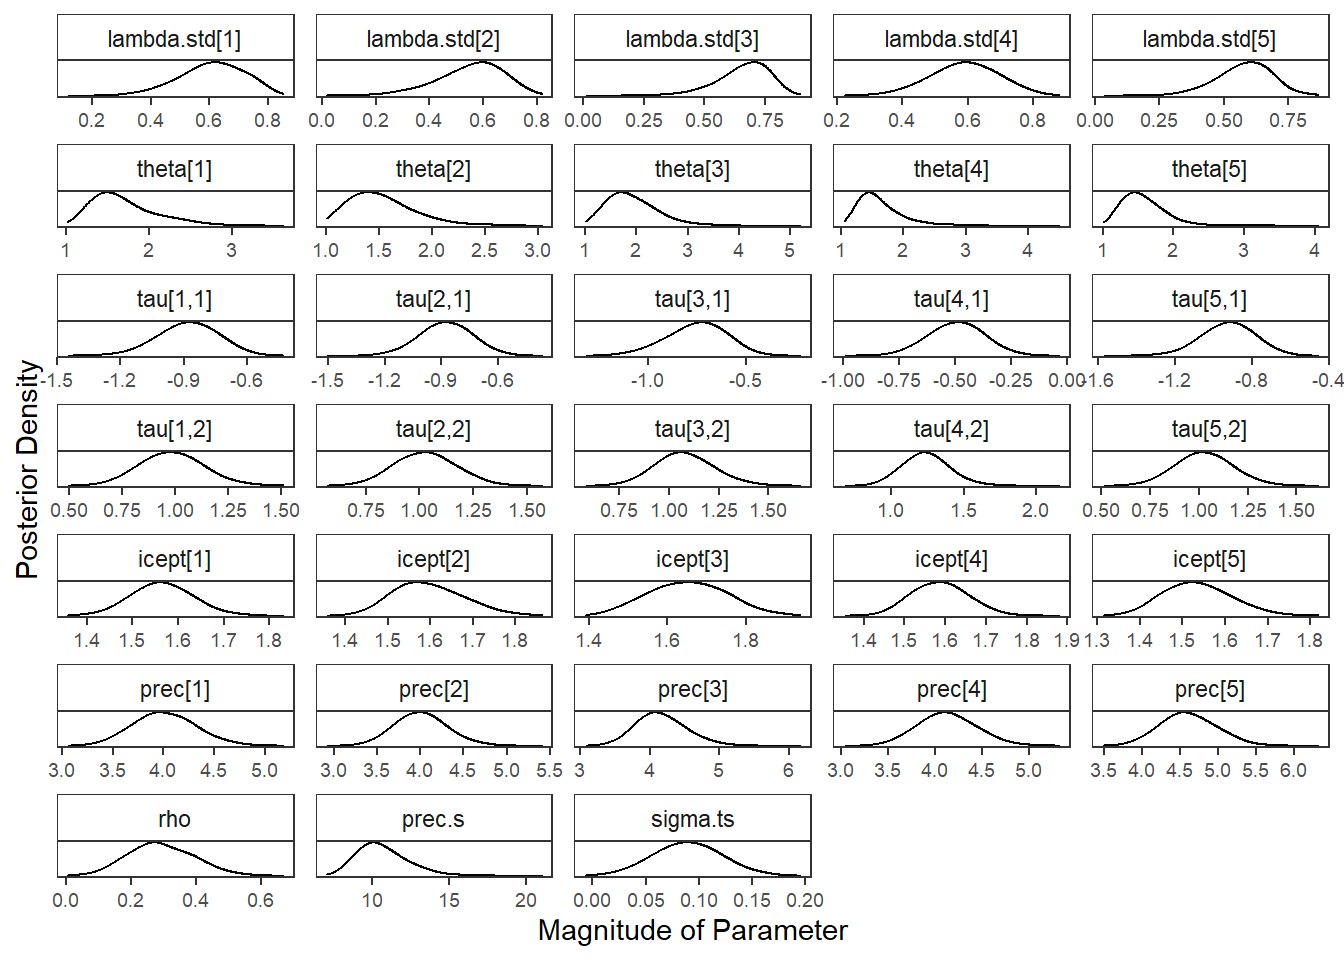 lambda.std[1] lambda.std[2] lambda.std[3] lambda.std[4] lambda.std[5]
0.2 0.4 0.6 0.8 0.0 0.2 0.4 0.6 0.8 0.00 0.25 0.50 0.75 0.2 0.4 0.6 0.8 0.00 0.25 0.50 0.75
theta[1] theta[2] theta[3] theta[4] theta[5]
1 2 3 1.0 1.5 2.0 2.5 3.0 1 2 3 4 5 1 2 3 4 1 2 3 4
tau[1,1] tau[2,1] tau[3,1] tau[4,1] tau[5,1]
-1.5 -1.2 -0.9 -0.6 -1.5 -1.2 -0.9 -0.6 -1.0 -0.5 -1.00 -0.75 -0.50 -0.25 0.00 -1.6 -1.2 -0.8 -0.4
tau[1,2] tau[2,2] tau[3,2] tau[4,2] tau[5,2]
0.50 0.75 1.00 1.25 1.50 0.75 1.00 1.25 1.50 0.75 1.00 1.25 1.50 1.0 1.5 2.0 0.50 0.75 1.00 1.25 1.50
icept[1] icept[2] icept[3] icept[4] icept[5]
1.4 1.5 1.6 1.7 1.8 1.4 1.5 1.6 1.7 1.8 1.4 1.6 1.8 1.4 1.5 1.6 1.7 1.8 1.9 1.3 1.4 1.5 1.6 1.7 1.8
prec[1] prec[2] prec[3] prec[4] prec[5]
3.0 3.5 4.0 4.5 5.0 3.0 3.5 4.0 4.5 5.0 5.5 3 4 5 6 3.0 3.5 4.0 4.5 5.0 3.5 4.0 4.5 5.0 5.5 6.0
rho prec.s sigma.ts
0.0 0.2 0.4 0.6 10 15 20 0.00 0.05 0.10 0.15 0.20
Magnitude of Parameter
Posterior Density